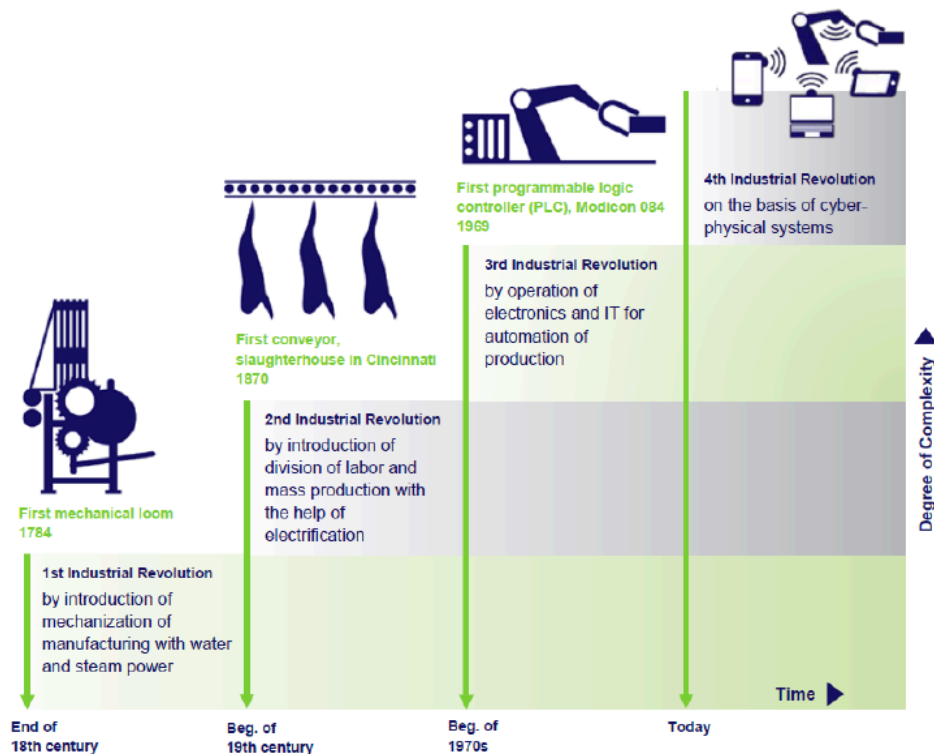 4th Industrial Revolution
on the basis of cyber-
physical systems
First programmable logic
controller (PLC), Modicon 084
1969
3rd Industrial Revolution
by operation of
electronics and IT for
automation of
production
First conveyor,
slaughterhouse in Cincinnati
1870
2nd Industrial Revolution
by introduction of
division of labor and
mass production with
the help of
electrification
First mechanical loom
1784
1st Industrial Revolution
by introduction of
mechanization of
manufacturing with water
and steam power
Degree of Complexity
Time
End of
18th century
Beg. of
19th century
Beg. of
1970s
Today